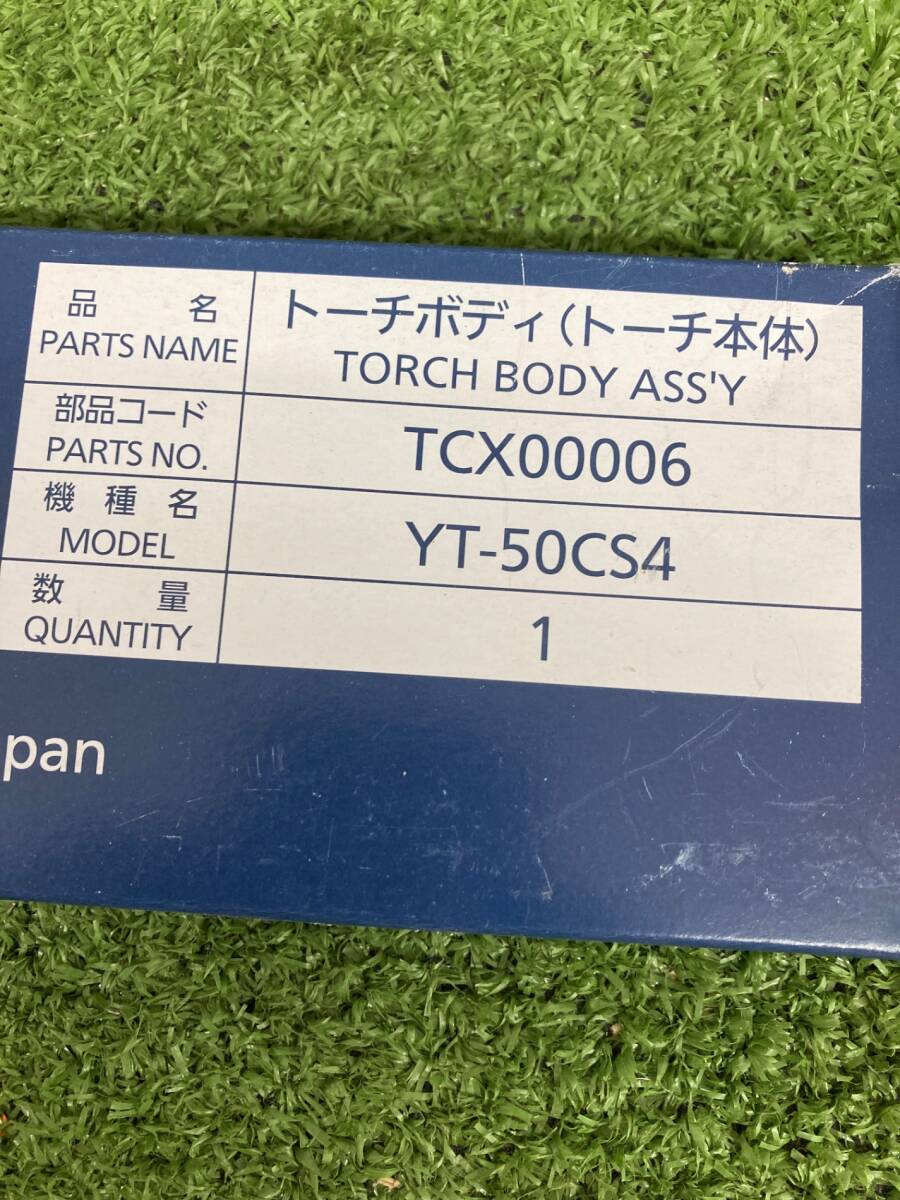 品名
PARTS NAME
トーチボディ(トーチ本体)
TORCH BODY ASS'Y
部品コード
PARTS NO.
TCX00006
機種名
MODEL
YT-50CS4
数量
QUANTITY
1
pan